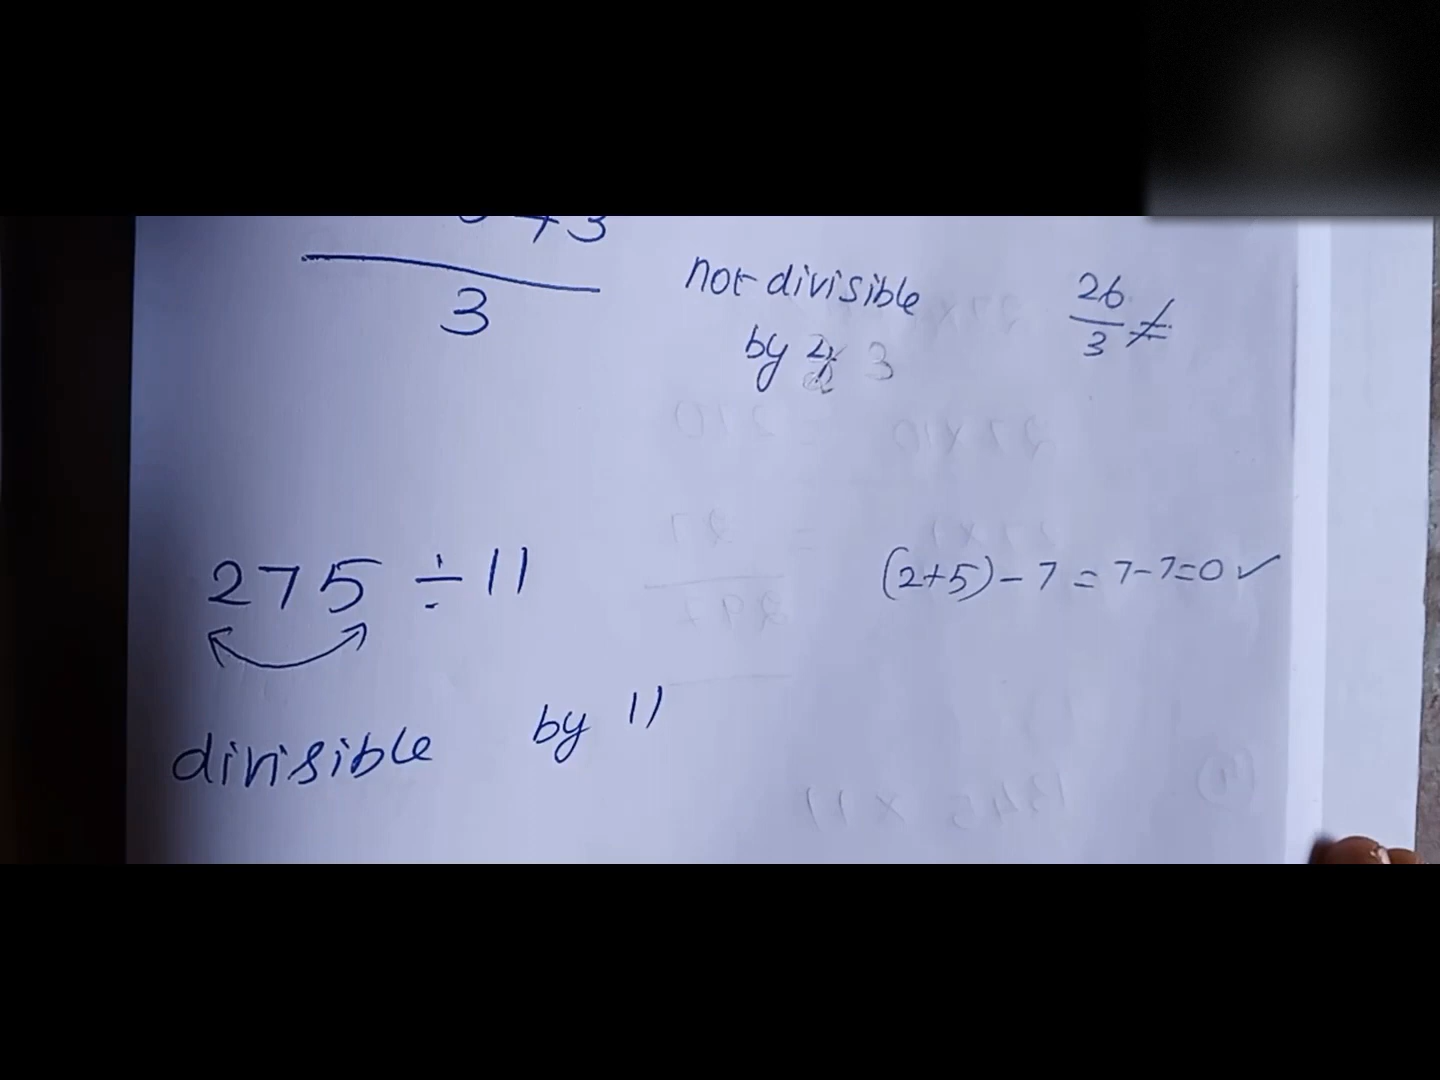 3
not divisible
by 3
26
3 ≠
275 ÷ 11
(2+5) - 7 = 7-7=0 ✓
divisible by 11